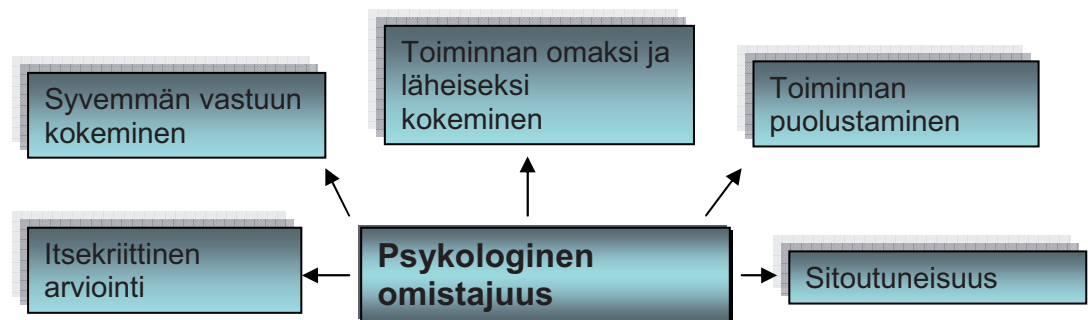 Syvemmän vastuun
kokeminen
Toiminnan omaksi ja
läheiseksi
kokeminen
Toiminnan
puolustaminen
Itsekriittinen
arviointi
Psykologinen
omistajuus
Sitoutuneisuus